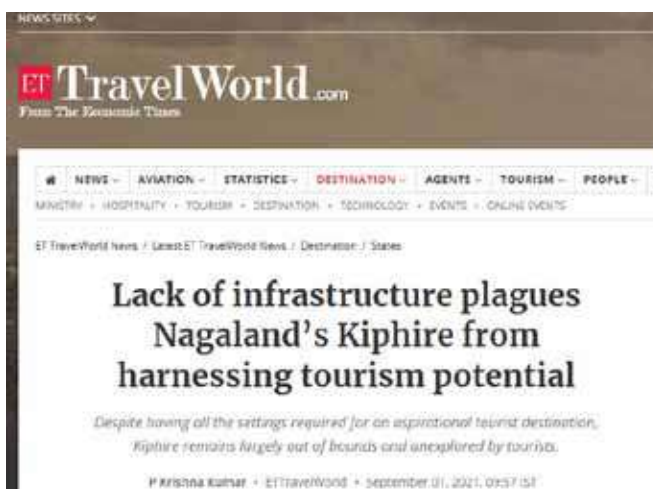 NEWS SITES
ET TravelWorld.com
From The Economic Times
NEWS AVIATION STATISTICS DESTINATION AGENTS TOURISM PEOPLE
MINISTRY • HOSPITALITY • TOURISM • DESTINATION • TECHNOLOGY • EVENTS • ONLINE EVENTS
ET TravelWorld News / Latest ET TravelWorld News / Destination / States
Lack of infrastructure plagues
Nagaland's Kiphire from
harnessing tourism potential
Despite having all the settings required for an aspirational tourist destination,
Kiphire remains largely out of bounds and unexplored by tourists.
P Krishna Kumar • ETTravelWorld • September 01, 2021, 09:57 IST